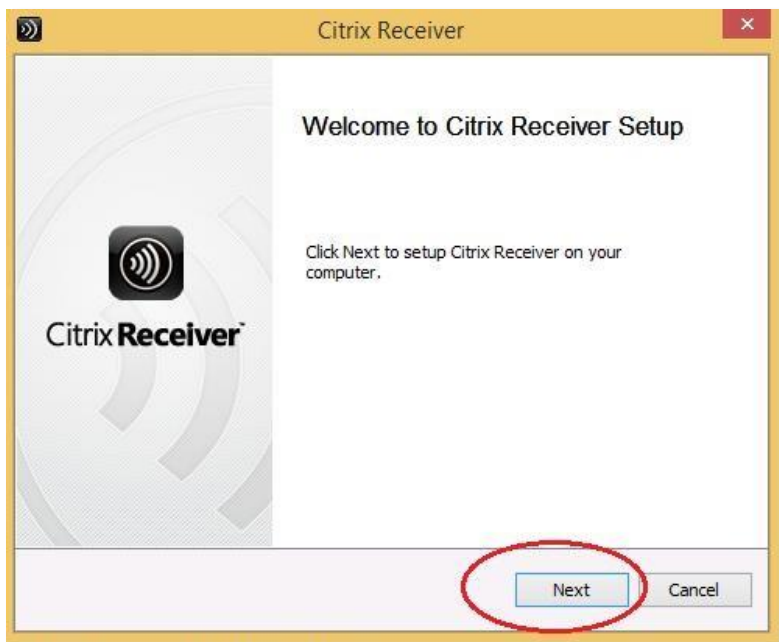 Citrix Receiver
Welcome to Citrix Receiver Setup
Click Next to setup Citrix Receiver on your
computer.
Citrix Receiver™
Next
Cancel